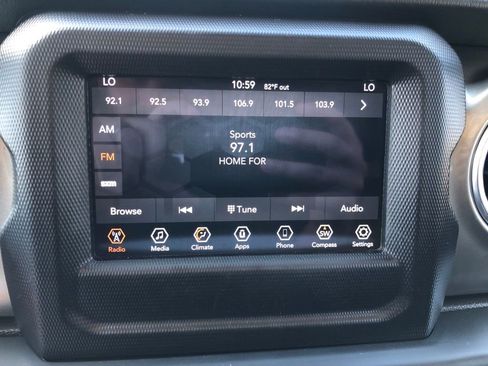 LO 10:59 82°F out LO
92.1 92.5 93.9 106.9 101.5 103.9
AM
Sports
FM
97.1
HOME FOR
Browse Tune Audio
SW
Radio Media Climate Apps Phone Compass Settings